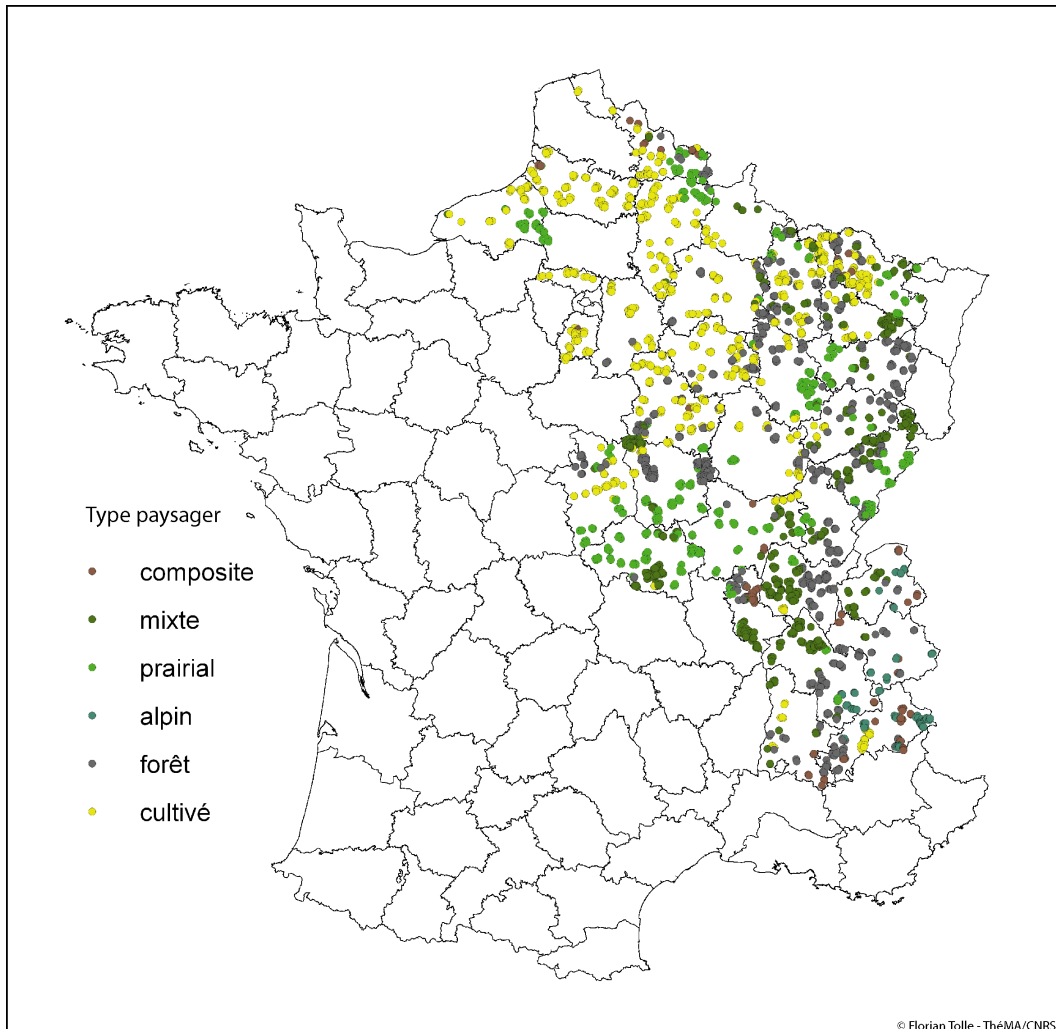 Type paysager
composite
mixte
prairial
alpin
forêt
cultivé
© Florian Tolle - ThéMA/CNRS